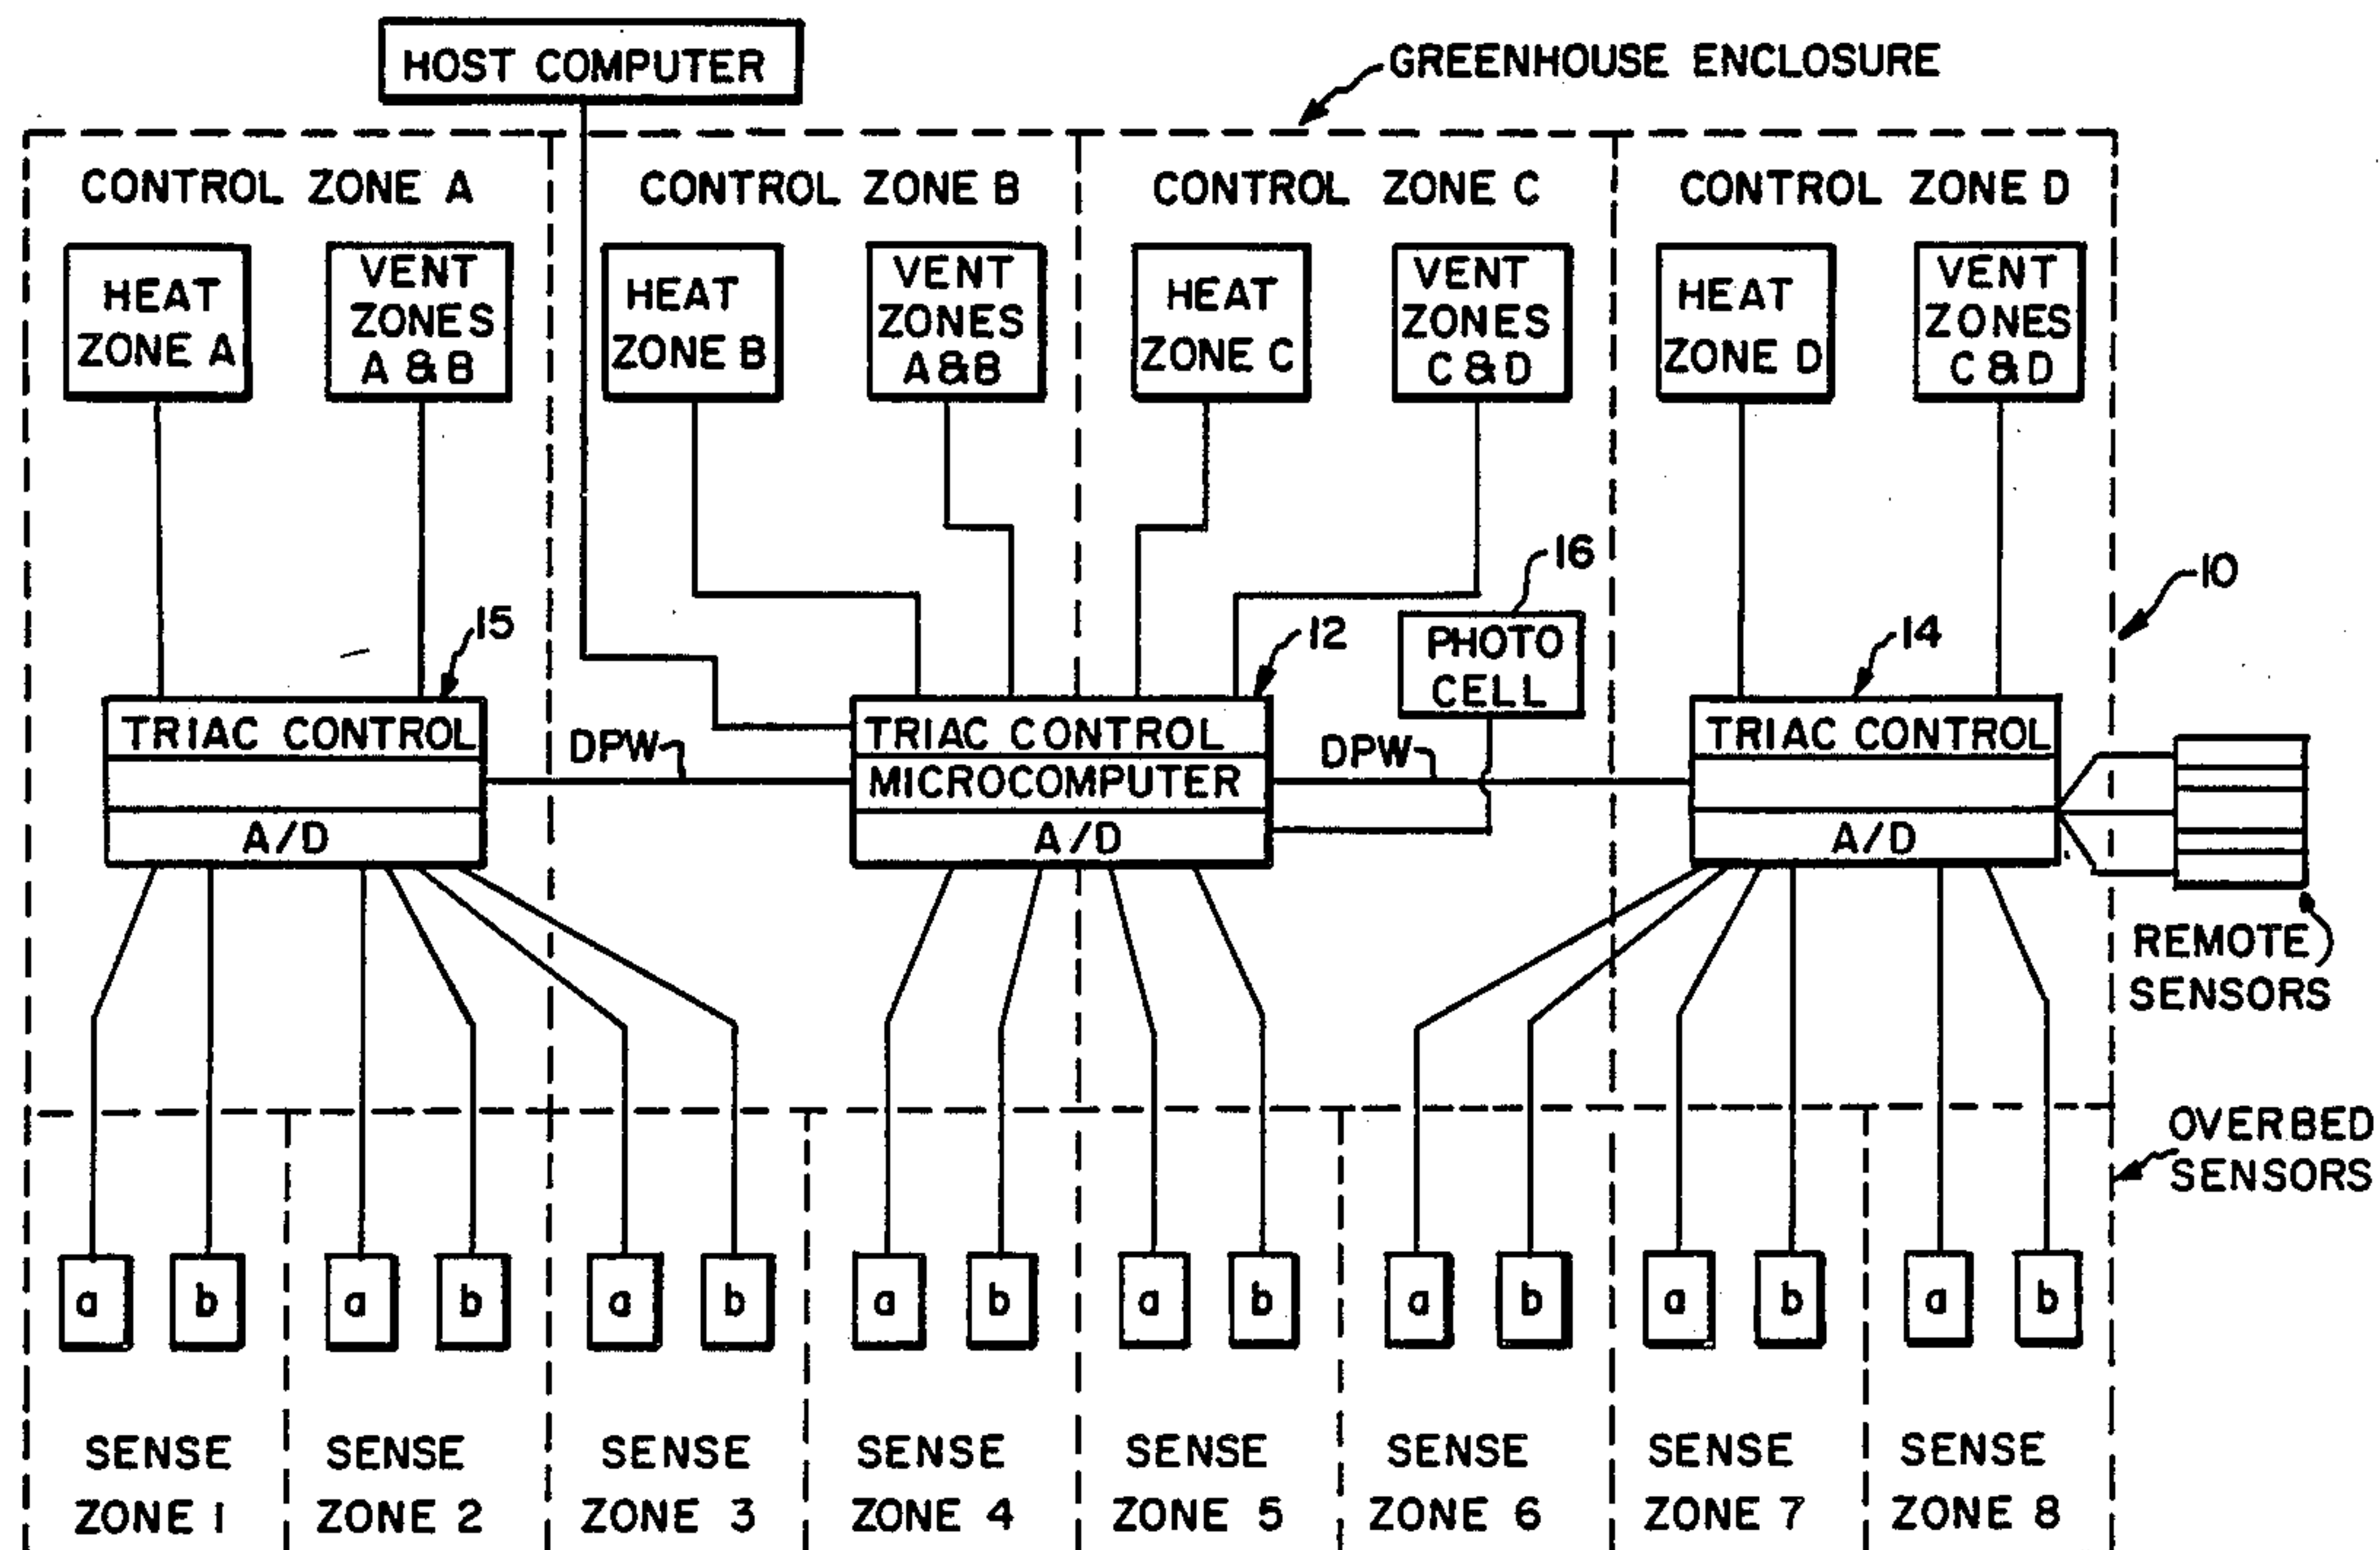 HOST COMPUTER
GREENHOUSE ENCLOSURE
CONTROL ZONE A
CONTROL ZONE B
CONTROL ZONE C
CONTROL ZONE D
HEAT
ZONE A
VENT
ZONES
A & B
HEAT
ZONE B
VENT
ZONES
A&B
HEAT
ZONE C
VENT
ZONES
C&D
HEAT
ZONE D
VENT
ZONES
C&D
15
12
16
PHOTO
CELL
14
10
TRIAC CONTROL
A/D
DPW
TRIAC CONTROL
MICROCOMPUTER
A/D
DPW
TRIAC CONTROL
A/D
REMOTE
SENSORS
OVERBED
SENSORS
a
b
a
b
a
b
a
b
a
b
a
b
a
b
a
b
SENSE
ZONE 1
SENSE
ZONE 2
SENSE
ZONE 3
SENSE
ZONE 4
SENSE
ZONE 5
SENSE
ZONE 6
SENSE
ZONE 7
SENSE
ZONE 8